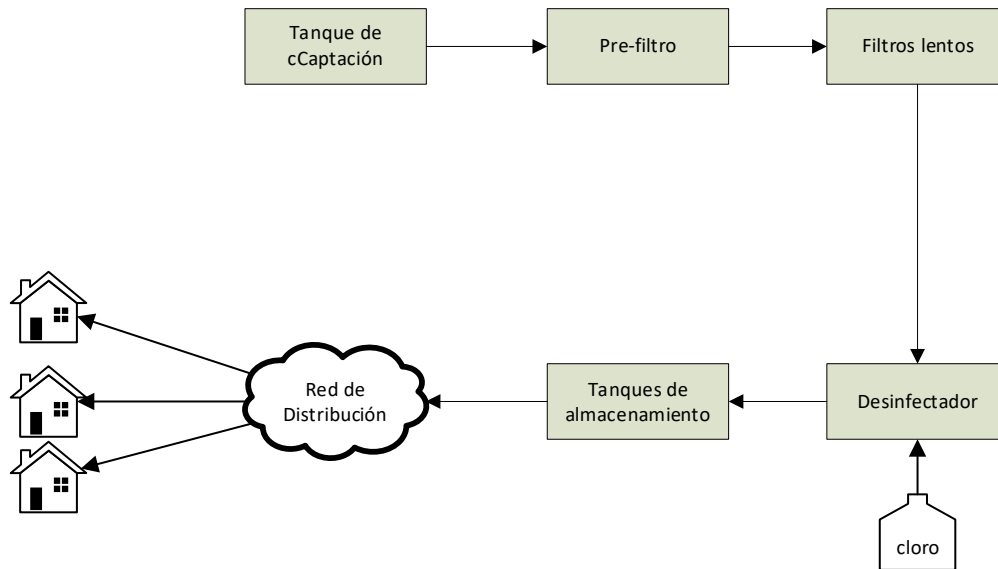 Tanque de
cCaptación
Pre-filtro
Filtros lentos
Red de
Distribución
Tanques de
almacenamiento
Desinfectador
cloro